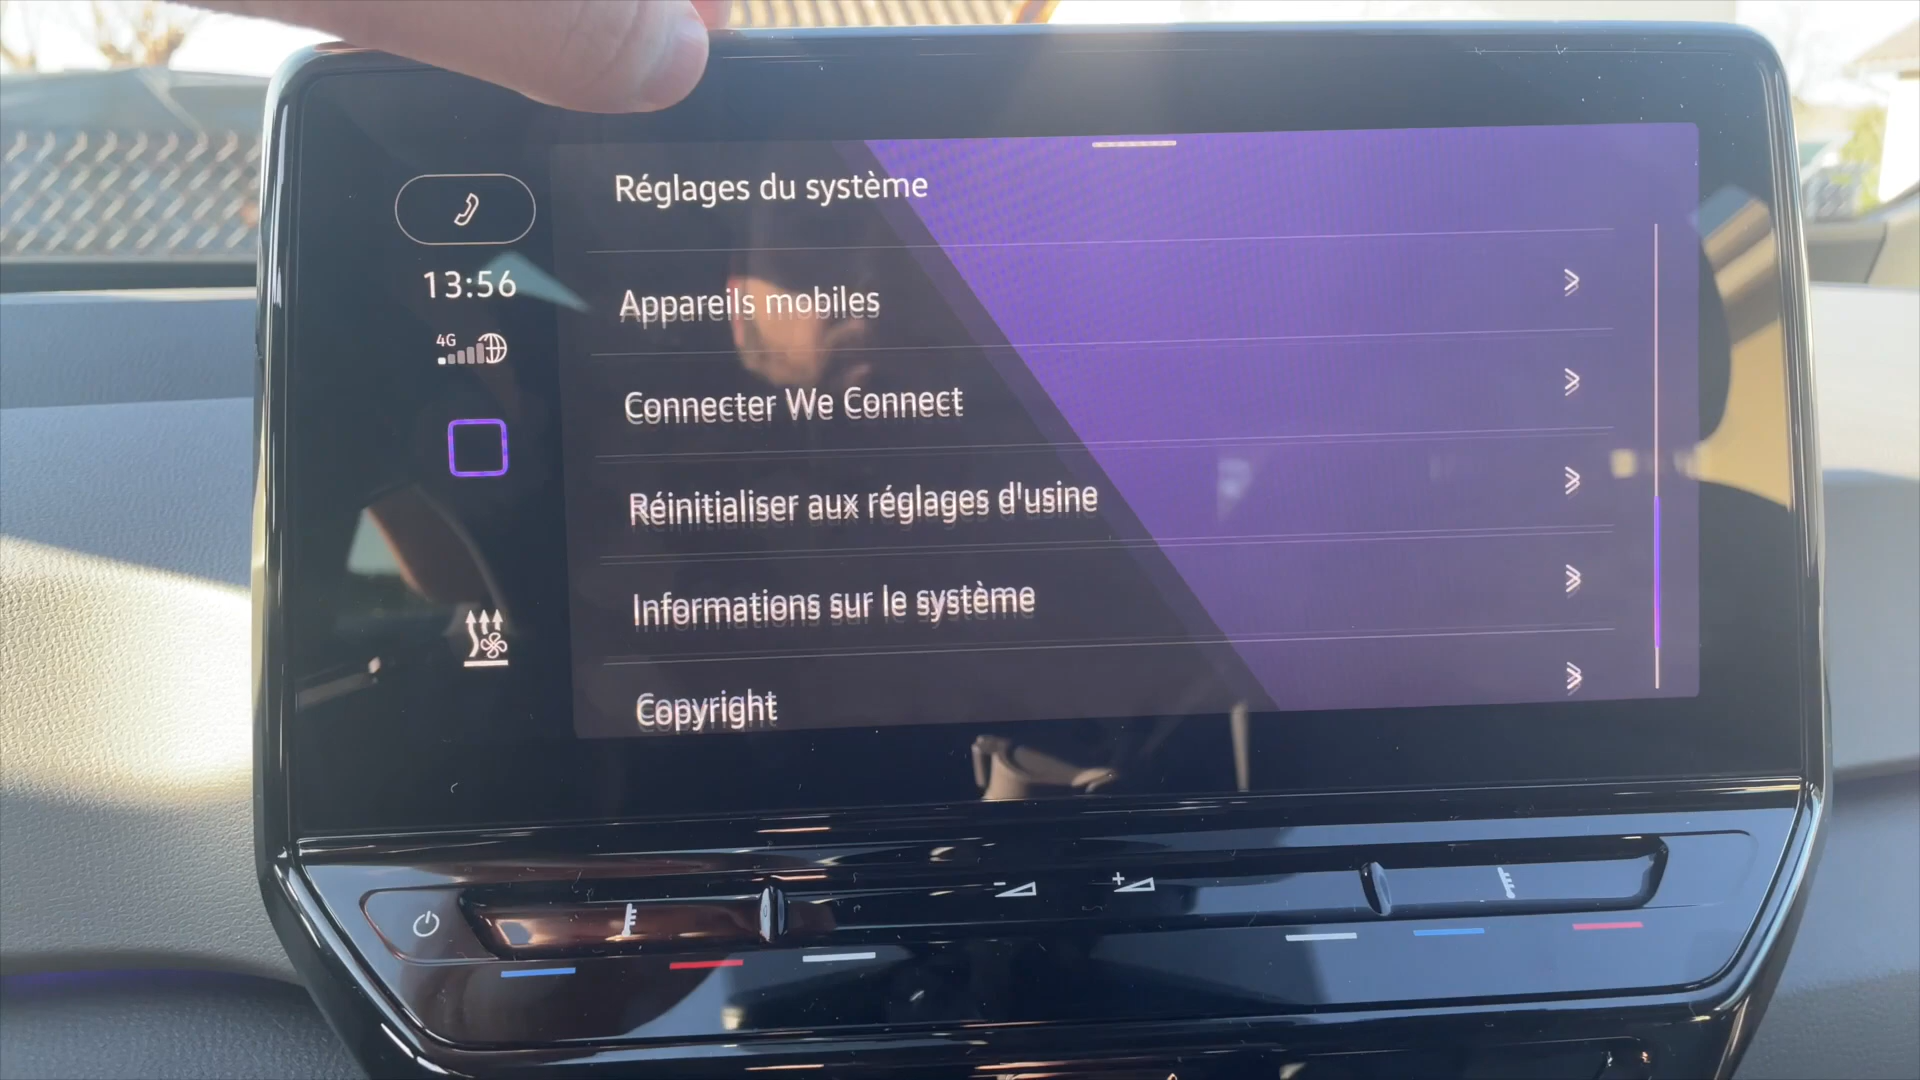 Réglages du système
13:56
Appareils mobiles
4G
Connecter We Connect
Réinitialiser aux réglages d'usine
Informations sur le système
Copyright